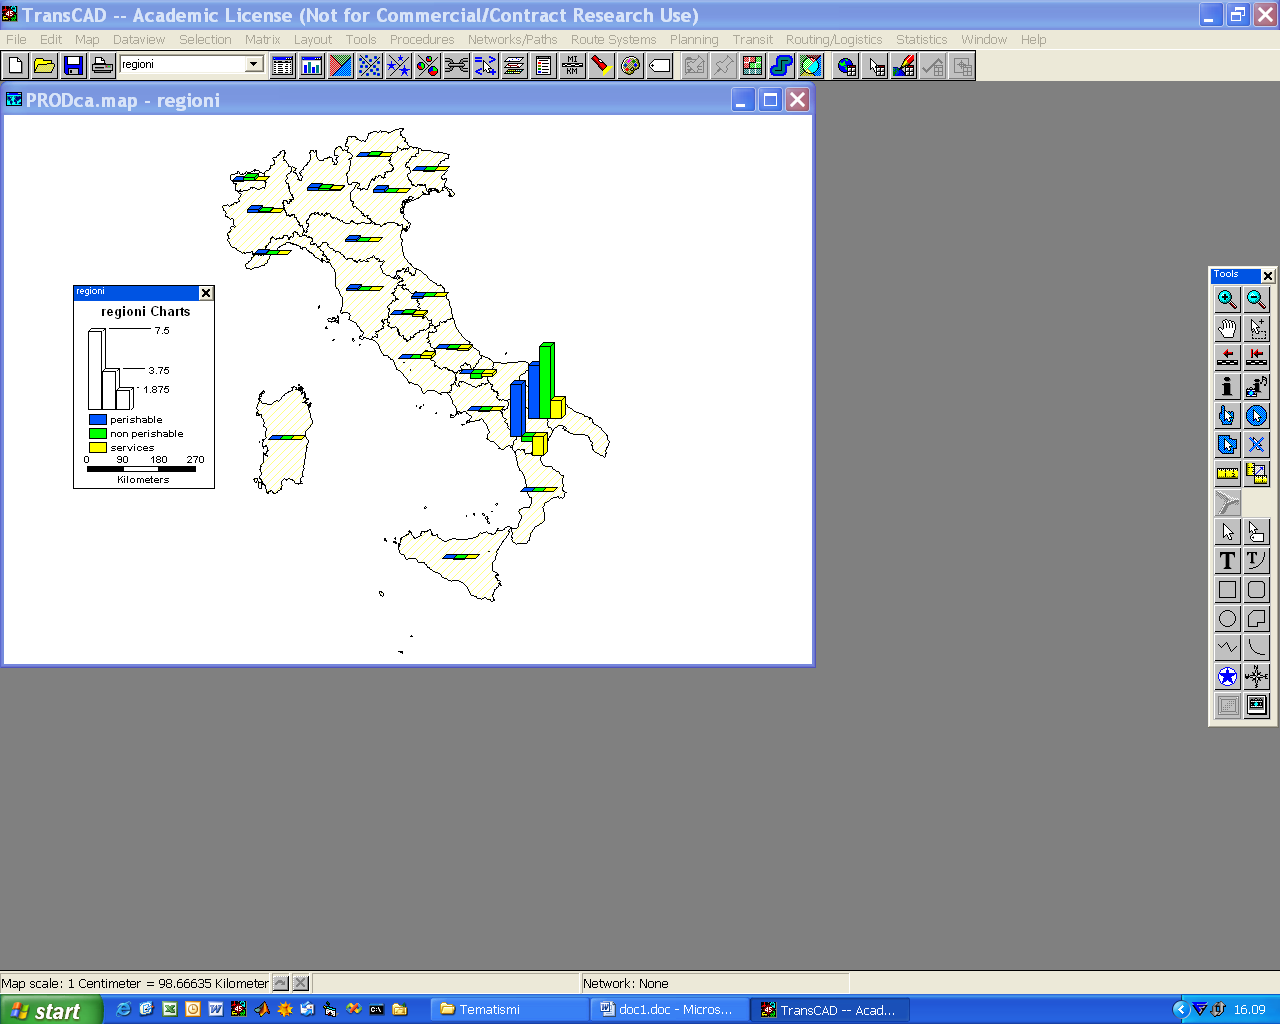 TransCAD -- Academic License (Not for Commercial/Contract Research Use)
File Edit Map Dataview Selection Matrix Layout Tools Procedures Networks/Paths Route Systems Planning Transit Routing/Logistics Statistics Window Help
regioni
MI KM
PRODca.map - regioni
regioni
regioni Charts
7.5
3.75
1.875
perishable
non perishable
services
0 90 180 270
Kilometers
Tools
T T
Map scale: 1 Centimeter = 98.66635 Kilometer
Network: None
start
Tematismi
doc1.doc - Micros...
TransCAD -- Acad...
16.09